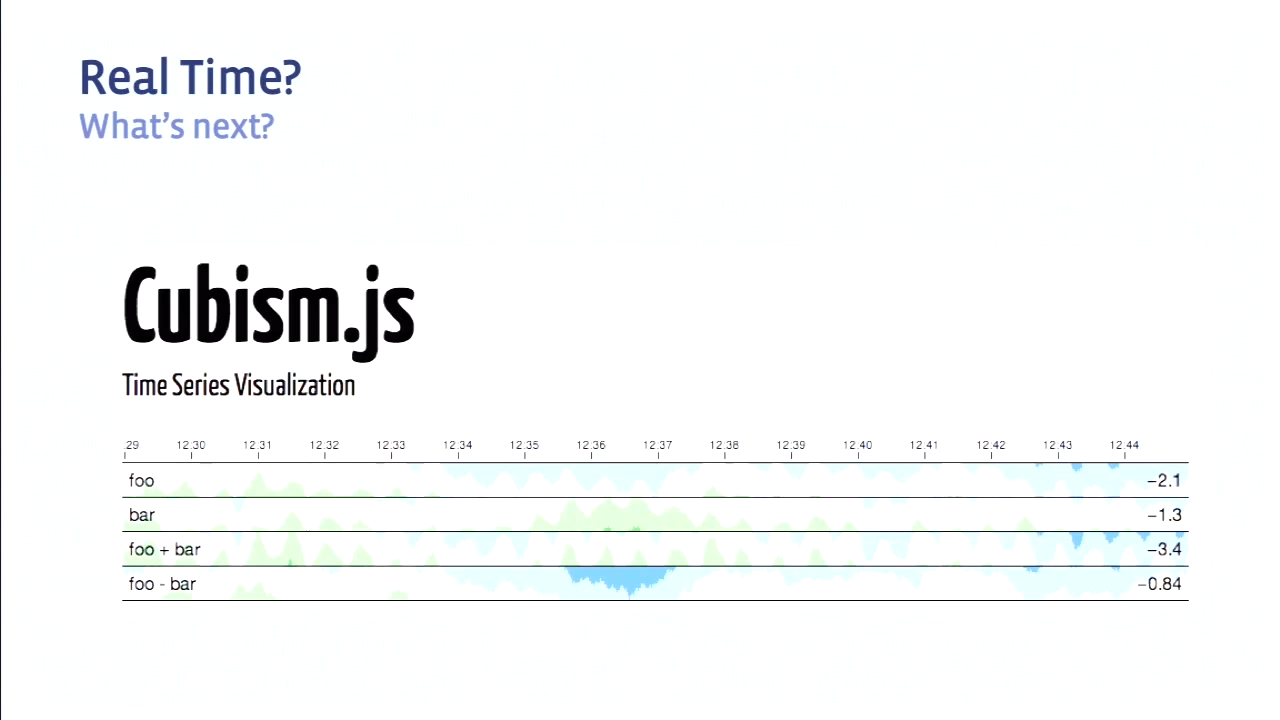 Real Time?
What's next?
Cubism.js
Time Series Visualization
:29 12:30 12:31 12:32 12:33 12:34 12:35 12:36 12:37 12:38 12:39 12:40 12:41 12:42 12:43 12:44
foo −2.1
bar −1.3
foo + bar −3.4
foo - bar −0.84